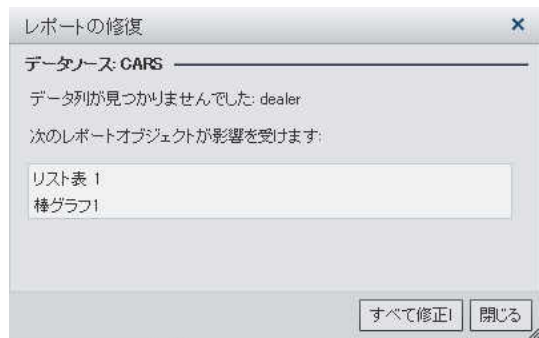 レポートの修復
データソース: CARS
データ列が見つかりませんでした: dealer
次のレポートオブジェクトが影響を受けます:
リスト表 1
棒グラフ1
すべて修正I
閉じる